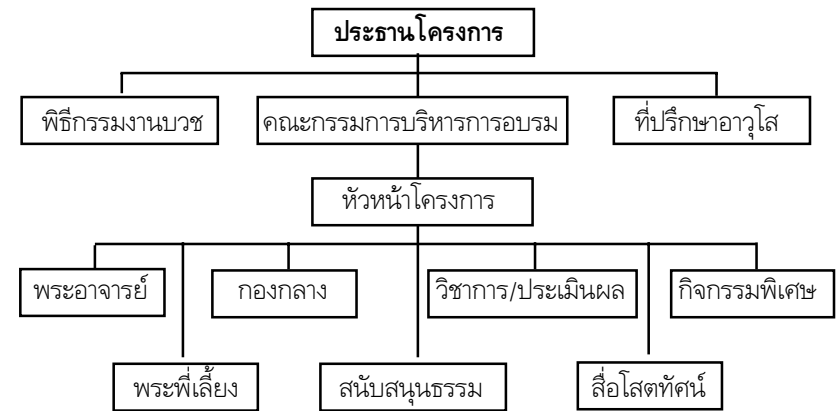 ประธานโครงการ
พิธีกรรมงานบวช
คณะกรรมการบริหารการอบรม
ที่ปรึกษาอาวุโส
หัวหน้าโครงการ
พระอาจารย์
กองกลาง
วิชาการ/ประเมินผล
กิจกรรมพิเศษ
พระพี่เลี้ยง
สนับสนุนธรรม
สื่อโสตทัศน์